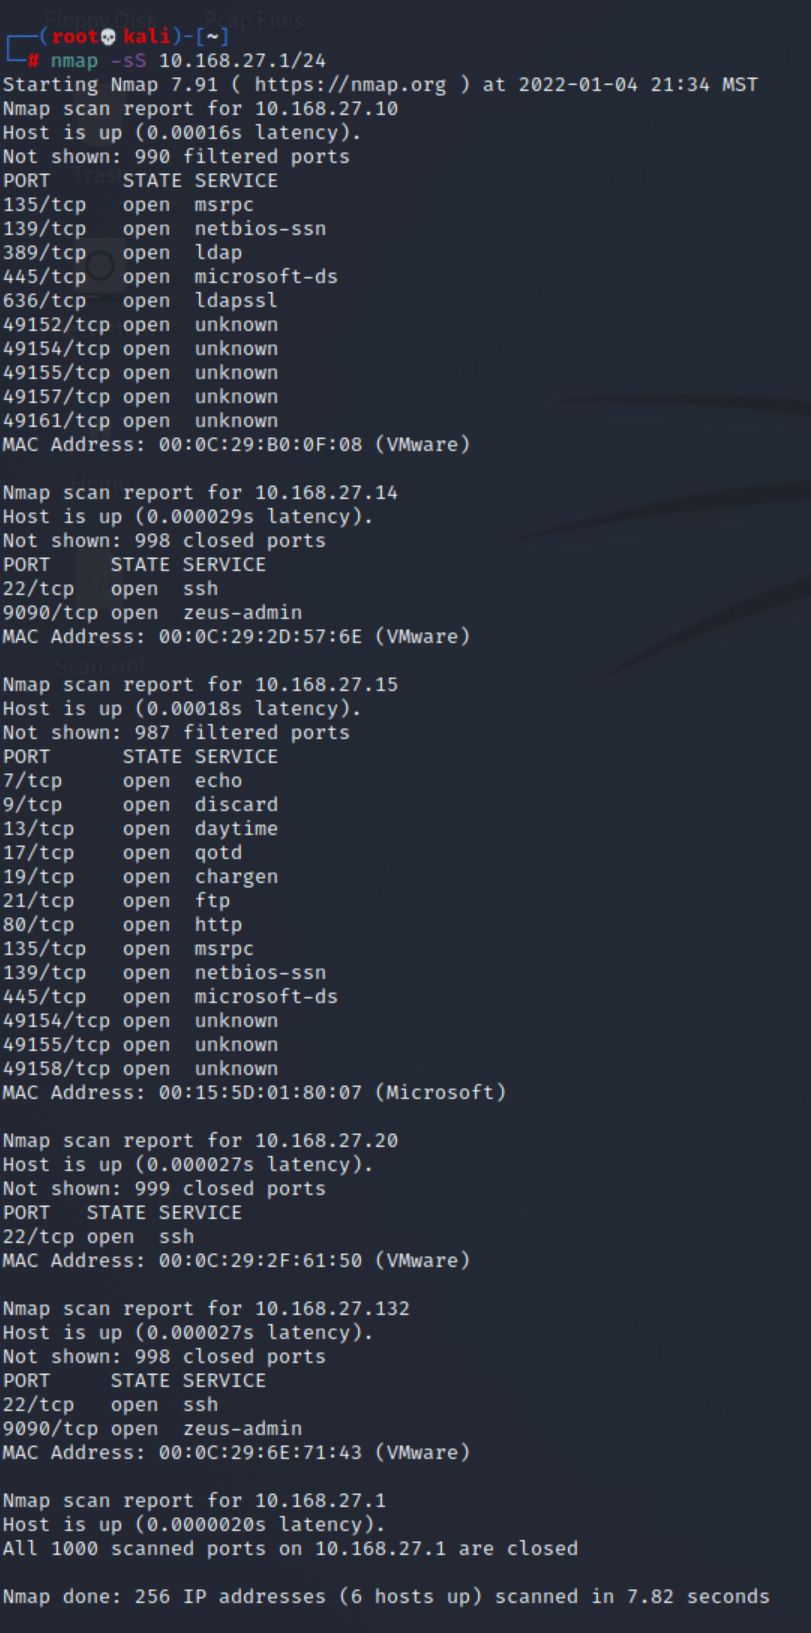 Floppy Disk Pcap Files
┌──(root💀kali)-[~]
└─# nmap -sS 10.168.27.1/24
Starting Nmap 7.91 ( https://nmap.org ) at 2022-01-04 21:34 MST
Nmap scan report for 10.168.27.10
Host is up (0.00016s latency).
Not shown: 990 filtered ports
Trash
PORT      STATE SERVICE
135/tcp   open  msrpc
139/tcp   open  netbios-ssn
389/tcp   open  ldap
445/tcp   open  microsoft-ds
636/tcp   open  ldapssl
49152/tcp open  unknown
49154/tcp open  unknown
49155/tcp open  unknown
49157/tcp open  unknown
49161/tcp open  unknown
MAC Address: 00:0C:29:B0:0F:08 (VMware)
Home
Nmap scan report for 10.168.27.14
Host is up (0.000029s latency).
Not shown: 998 closed ports
PORT     STATE SERVICE
22/tcp   open  ssh
9090/tcp open  zeus-admin
MAC Address: 00:0C:29:2D:57:6E (VMware)
Scan.xml
Nmap scan report for 10.168.27.15
Host is up (0.00018s latency).
Not shown: 987 filtered ports
PORT      STATE SERVICE
7/tcp     open  echo
9/tcp     open  discard
13/tcp    open  daytime
17/tcp    open  qotd
19/tcp    open  chargen
21/tcp    open  ftp
80/tcp    open  http
135/tcp   open  msrpc
139/tcp   open  netbios-ssn
445/tcp   open  microsoft-ds
49154/tcp open  unknown
49155/tcp open  unknown
49158/tcp open  unknown
MAC Address: 00:15:5D:01:80:07 (Microsoft)
Nmap scan report for 10.168.27.20
Host is up (0.000027s latency).
Not shown: 999 closed ports
PORT   STATE SERVICE
22/tcp open  ssh
MAC Address: 00:0C:29:2F:61:50 (VMware)
Nmap scan report for 10.168.27.132
Host is up (0.000027s latency).
Not shown: 998 closed ports
PORT     STATE SERVICE
22/tcp   open  ssh
9090/tcp open  zeus-admin
MAC Address: 00:0C:29:6E:71:43 (VMware)
Nmap scan report for 10.168.27.1
Host is up (0.0000020s latency).
All 1000 scanned ports on 10.168.27.1 are closed
Nmap done: 256 IP addresses (6 hosts up) scanned in 7.82 seconds